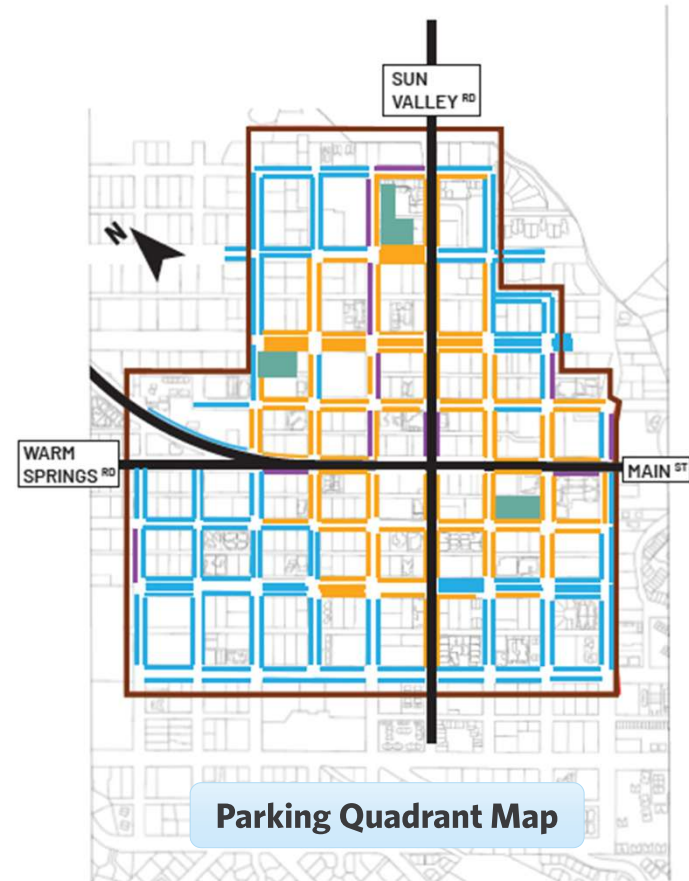 SUN
VALLEY RD
N
WARM
SPRINGS RD
MAIN ST
Parking Quadrant Map